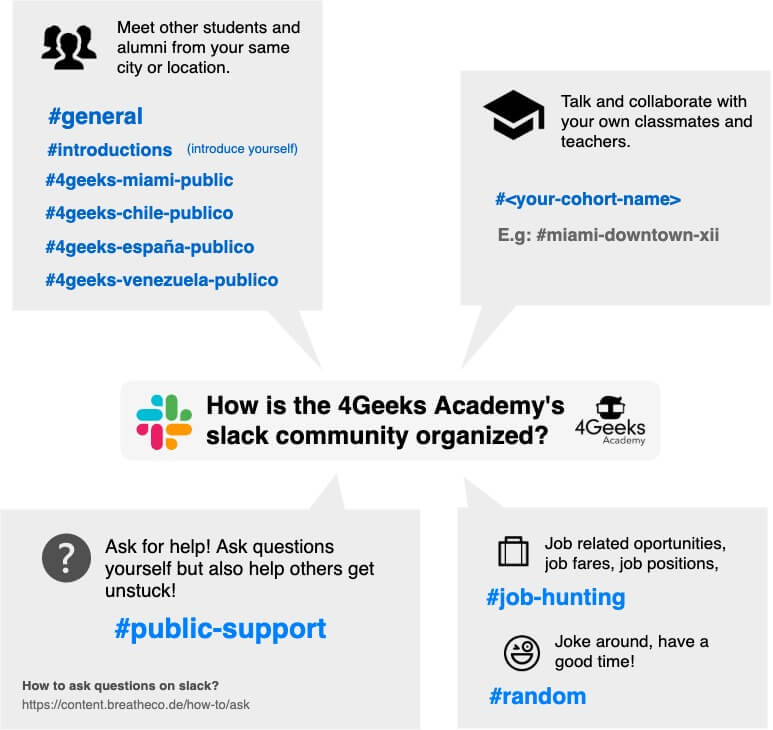 Meet other students and
alumni from your same
city or location.
#general
#introductions (introduce yourself)
#4geeks-miami-public
#4geeks-chile-publico
#4geeks-españa-publico
#4geeks-venezuela-publico
Talk and collaborate with
your own classmates and
teachers.
#<your-cohort-name>
E.g: #miami-downtown-xii
How is the 4Geeks Academy's
slack community organized?
4Geeks
Academy
?
Ask for help! Ask questions
yourself but also help others get
unstuck!
#public-support
How to ask questions on slack?
https://content.breatheco.de/how-to/ask
Job related oportunities,
job fares, job positions,
#job-hunting
Joke around, have a
good time!
#random